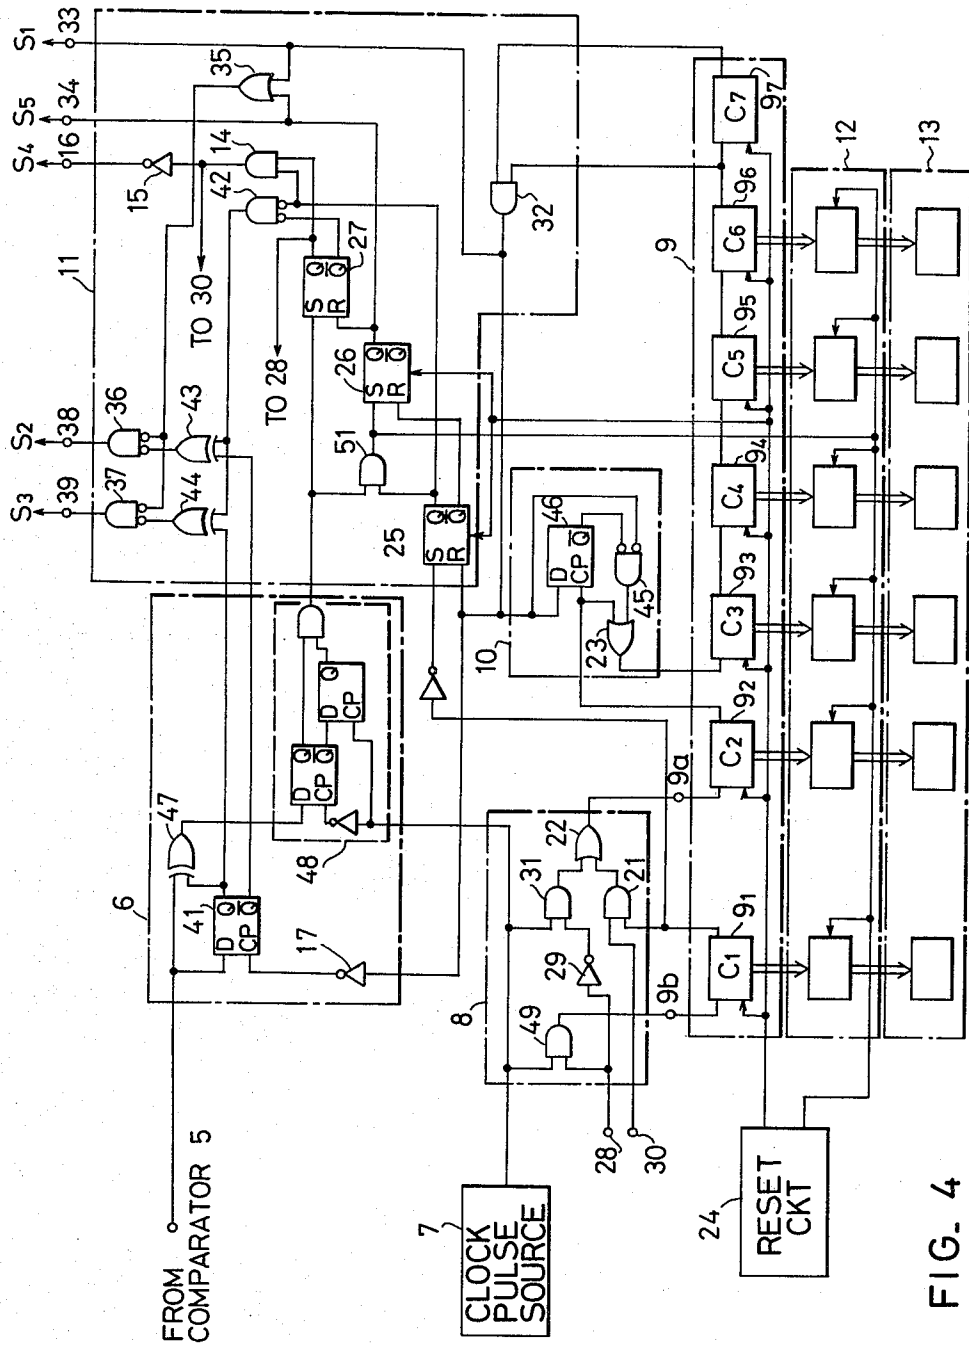 S1
S5
S4
S2
S3
33
34
16
38
39
11
35
14
15
42
36
43
37
44
TO 30
TO 28
S Q
R Q̅
27
S Q
R Q̅
26
51
S Q
R Q̅
25
32
6
47
41
D Q
CP Q̅
48
D Q
CP Q̅
D Q
CP
17
10
46
D
CP Q̅
45
23
8
31
22
21
29
49
9a
9b
28
30
9
C1 91
C2 92
C3 93
C4 94
C5 95
C6 96
C7 97
12
13
FROM
COMPARATOR 5
7
CLOCK
PULSE
SOURCE
24
RESET
CKT
FIG. 4